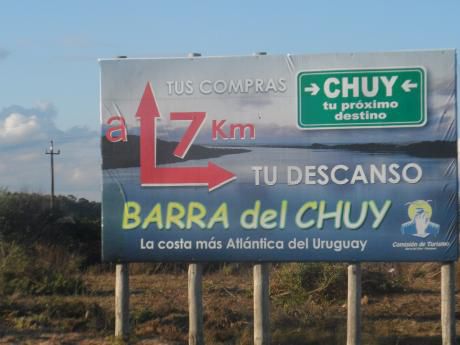 TUS COMPRAS
→CHUY←
tu próximo
destino
a 7 Km
TU DESCANSO
BARRA del CHUY
La costa más Atlántica del Uruguay
Comisión de Turismo